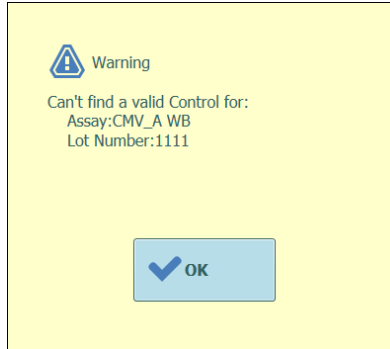 Warning
Can't find a valid Control for:
Assay:CMV_A WB
Lot Number:1111
OK